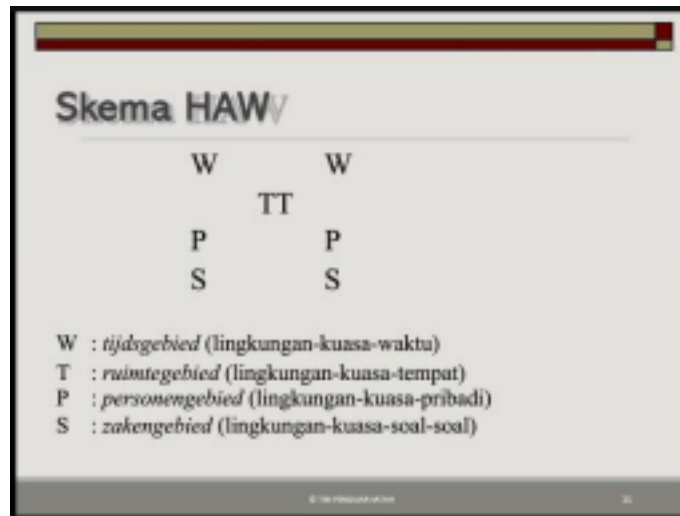 Skema HAW
W W
TT
P P
S S
W : tijdsgebied (lingkungan-kuasa-waktu)
T : ruimtegebied (lingkungan-kuasa-tempat)
P : personengebied (lingkungan-kuasa-pribadi)
S : zakengebied (lingkungan-kuasa-soal-soal)